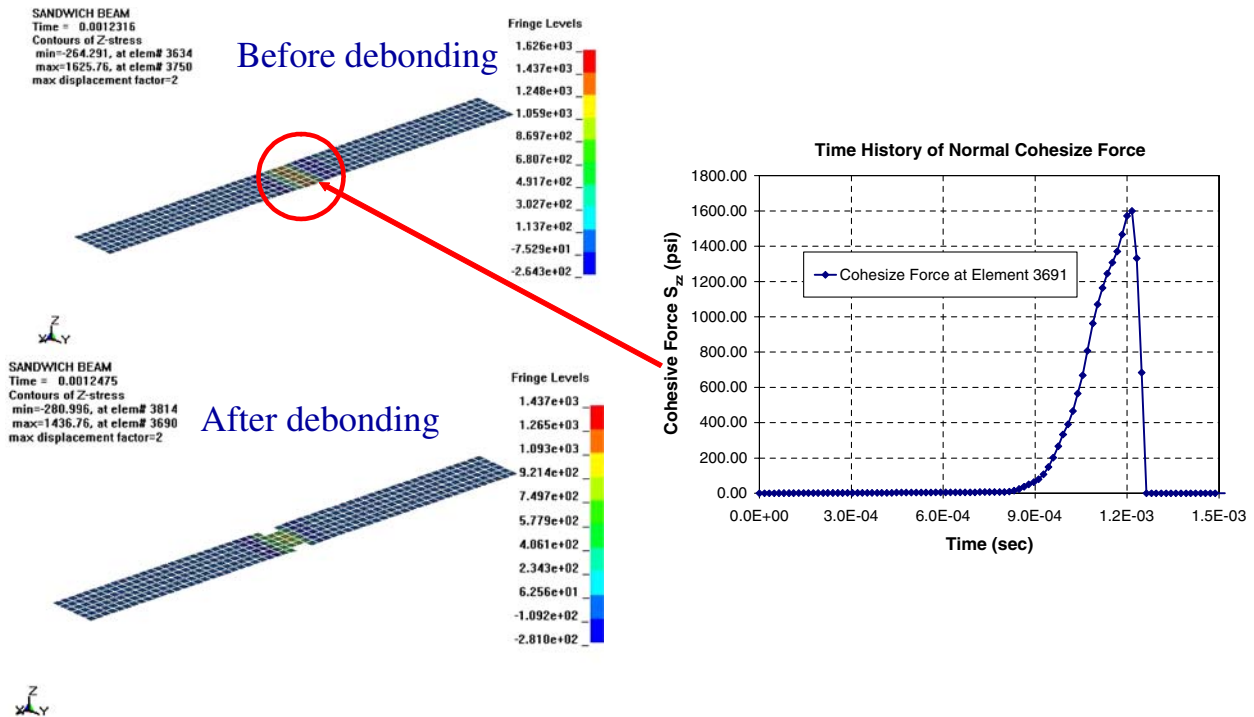 SANDWICH BEAM
Time = 0.0012316
Contours of Z-stress
min=-264.291, at elem# 3634
max=1625.76, at elem# 3750
max displacement factor=2
Before debonding
Fringe Levels
1.626e+03
1.437e+03
1.248e+03
1.059e+03
8.697e+02
6.807e+02
4.917e+02
3.027e+02
1.137e+02
-7.529e+01
-2.643e+02
Z
X
Y
SANDWICH BEAM
Time = 0.0012475
Contours of Z-stress
min=-280.996, at elem# 3814
max=1436.76, at elem# 3690
max displacement factor=2
After debonding
Fringe Levels
1.437e+03
1.265e+03
1.093e+03
9.214e+02
7.497e+02
5.779e+02
4.061e+02
2.343e+02
6.256e+01
-1.092e+02
-2.810e+02
Z
X
Y
Time History of Normal Cohesize Force
Cohesive Force Szz (psi)
1800.00
1600.00
1400.00
1200.00
1000.00
800.00
600.00
400.00
200.00
0.00
Cohesize Force at Element 3691
0.0E+00 3.0E-04 6.0E-04 9.0E-04 1.2E-03 1.5E-03
Time (sec)